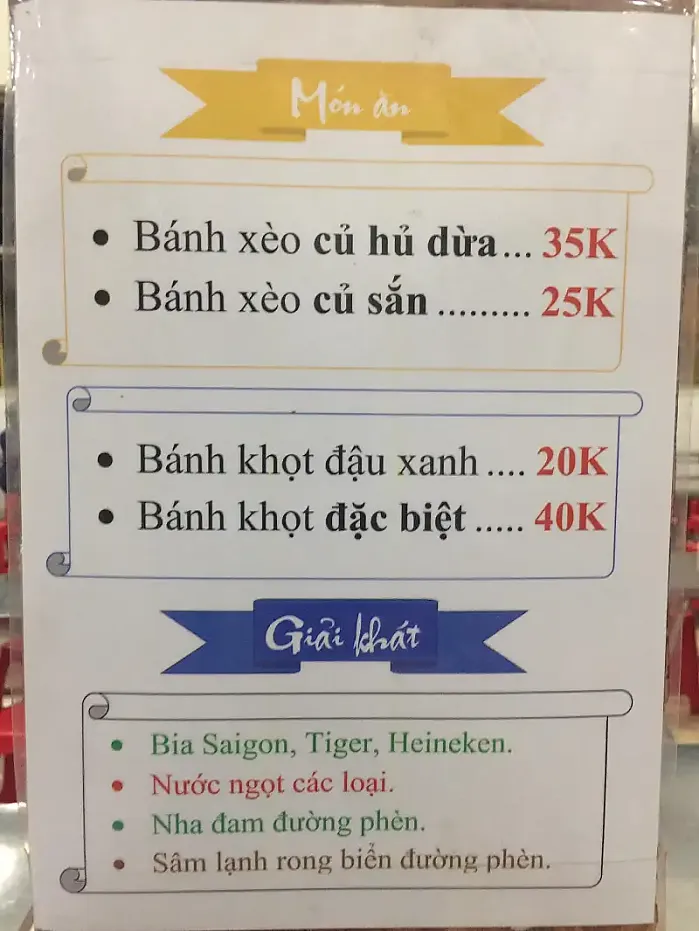 Món ăn
• Bánh xèo củ hủ dừa... 35K
• Bánh xèo củ sắn ......... 25K
• Bánh khọt đậu xanh .... 20K
• Bánh khọt đặc biệt ..... 40K
Giải khát
• Bia Saigon, Tiger, Heineken.
• Nước ngọt các loại.
• Nha đam đường phèn.
• Sâm lạnh rong biển đường phèn.